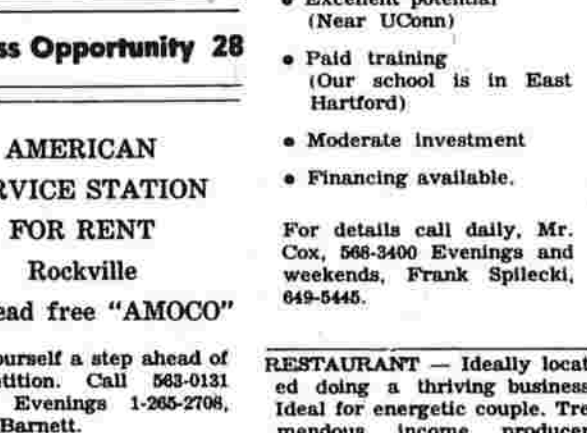 ss Opportunity 28
AMERICAN
RVICE STATION
FOR RENT
Rockville
ead free "AMOCO"
ourself a step ahead of
tition. Call 563-0131
Evenings 1-265-2708,
Barnett.
• Excellent potential
(Near UConn)
• Paid training
(Our school is in East
Hartford)
• Moderate investment
• Financing available.
For details call daily, Mr.
Cox, 568-3400 Evenings and
weekends, Frank Spilecki,
649-5445.
RESTAURANT — Ideally locat
ed doing a thriving business
Ideal for energetic couple. Tre
mendous income producer